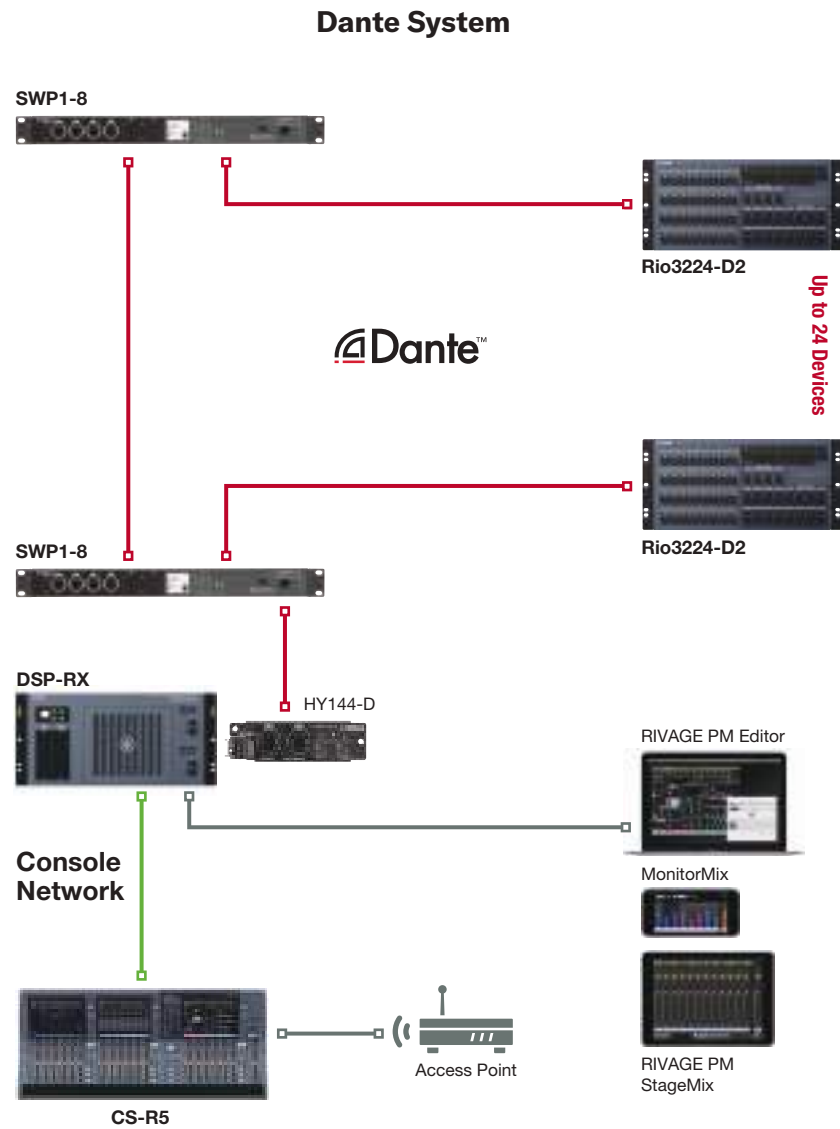 Dante System
SWP1-8
Rio3224-D2
Up to 24 Devices
Dante™
SWP1-8
Rio3224-D2
DSP-RX
HY144-D
RIVAGE PM Editor
Console
Network
MonitorMix
Access Point
RIVAGE PM
StageMix
CS-R5